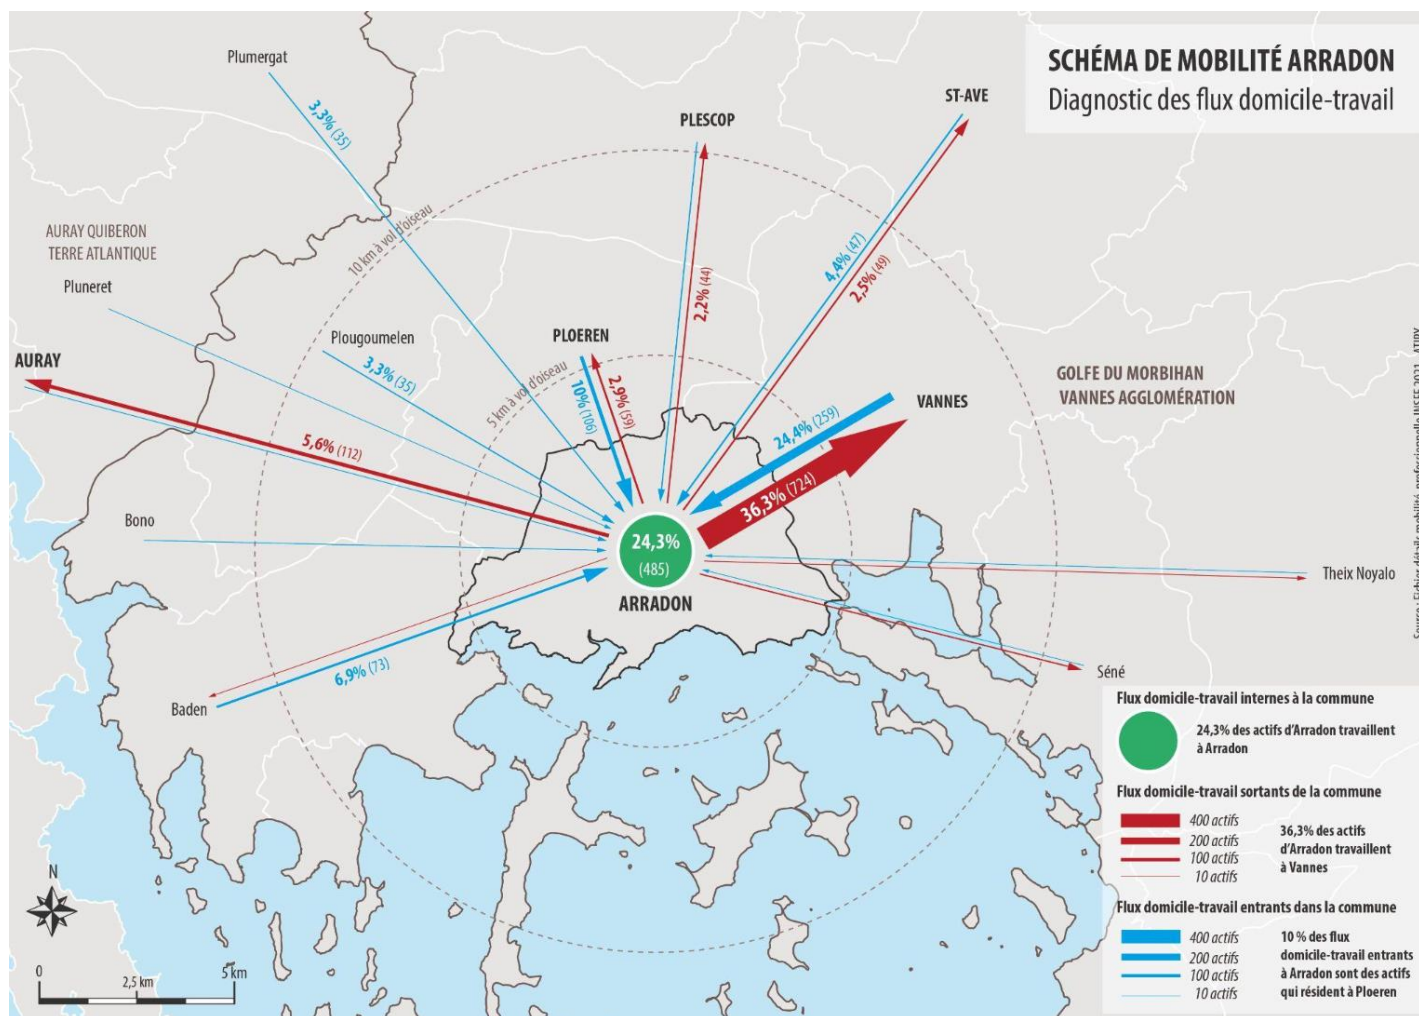 SCHÉMA DE MOBILITÉ ARRADON
Diagnostic des flux domicile-travail
Plumergat
3,3% (35)
PLESCOP
ST-AVE
2,2% (44)
4,4% (47)
2,5% (49)
10 km à vol d'oiseau
AURAY QUIBERON
TERRE ATLANTIQUE
Pluneret
Plougoumelen
3,3% (35)
PLOEREN
10% (106)
2,9% (59)
5 km à vol d'oiseau
AURAY
5,6% (112)
VANNES
24,4% (259)
36,3% (724)
GOLFE DU MORBIHAN
VANNES AGGLOMÉRATION
Bono
24,3%
(485)
ARRADON
Theix Noyalo
Séné
Baden
6,9% (73)
Source : Fichier détails mobilité professionnelle INSEE 2021
Flux domicile-travail internes à la commune
24,3% des actifs d'Arradon travaillent
à Arradon
Flux domicile-travail sortants de la commune
400 actifs
200 actifs
100 actifs
10 actifs
36,3% des actifs
d'Arradon travaillent
à Vannes
Flux domicile-travail entrants dans la commune
400 actifs
200 actifs
100 actifs
10 actifs
10 % des flux
domicile-travail entrants
à Arradon sont des actifs
qui résident à Ploeren
N
0
2,5 km
5 km